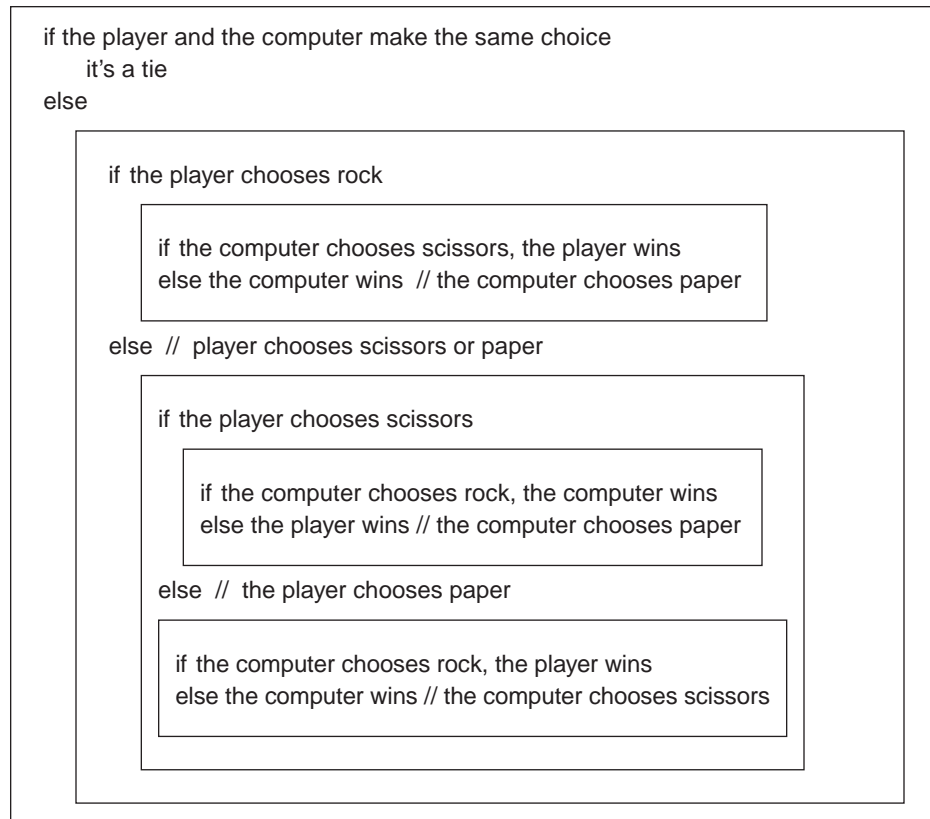 if the player and the computer make the same choice
it's a tie
else
if the player chooses rock
if the computer chooses scissors, the player wins
else the computer wins // the computer chooses paper
else // player chooses scissors or paper
if the player chooses scissors
if the computer chooses rock, the computer wins
else the player wins // the computer chooses paper
else // the player chooses paper
if the computer chooses rock, the player wins
else the computer wins // the computer chooses scissors